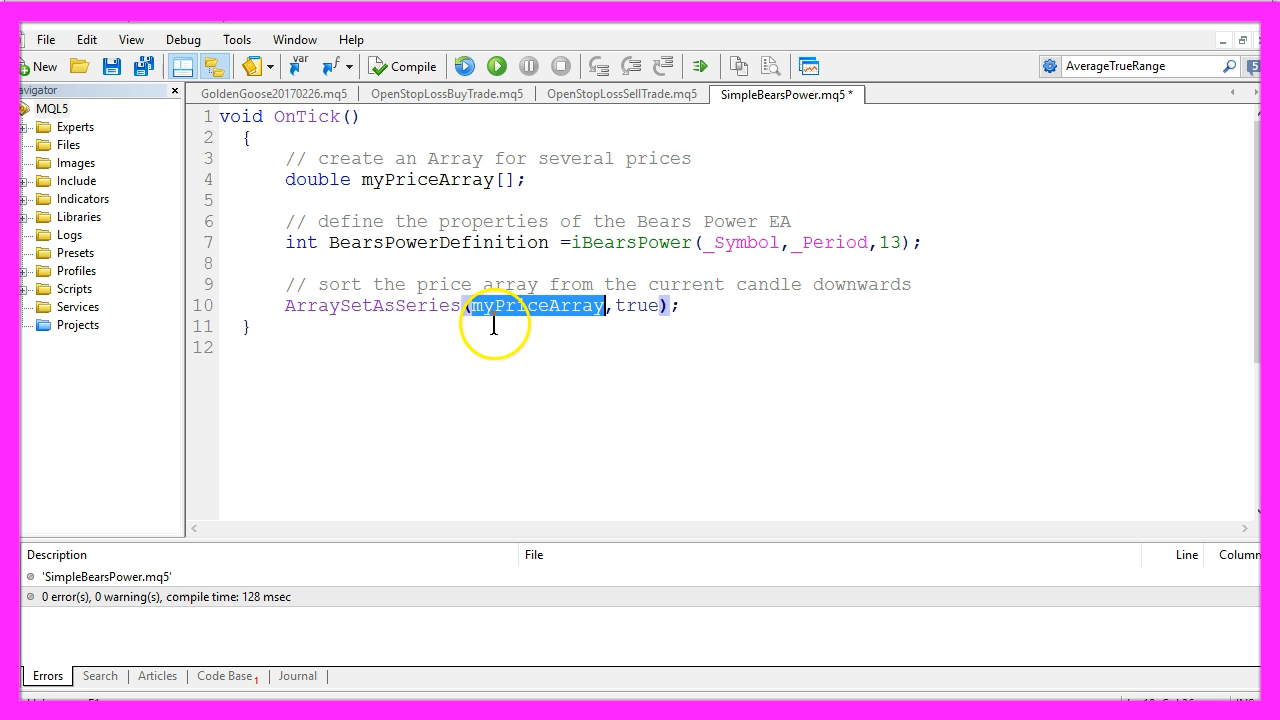 File Edit View Debug Tools Window Help
New Compile AverageTrueRange 5
avigator
GoldenGoose20170226.mq5 OpenStopLossBuyTrade.mq5 OpenStopLossSellTrade.mq5 SimpleBearsPower.mq5 *
MQL5
Experts
Files
Images
Include
Indicators
Libraries
Logs
Presets
Profiles
Scripts
Services
Projects
1 void OnTick()
2 {
3 // create an Array for several prices
4 double myPriceArray[];
5
6 // define the properties of the Bears Power EA
7 int BearsPowerDefinition =iBearsPower(_Symbol,_Period,13);
8
9 // sort the price array from the current candle downwards
10 ArraySetAsSeries(myPriceArray,true);
11 }
12
Description File Line Column
'SimpleBearsPower.mq5'
0 error(s), 0 warning(s), compile time: 128 msec
Errors Search Articles Code Base 1 Journal